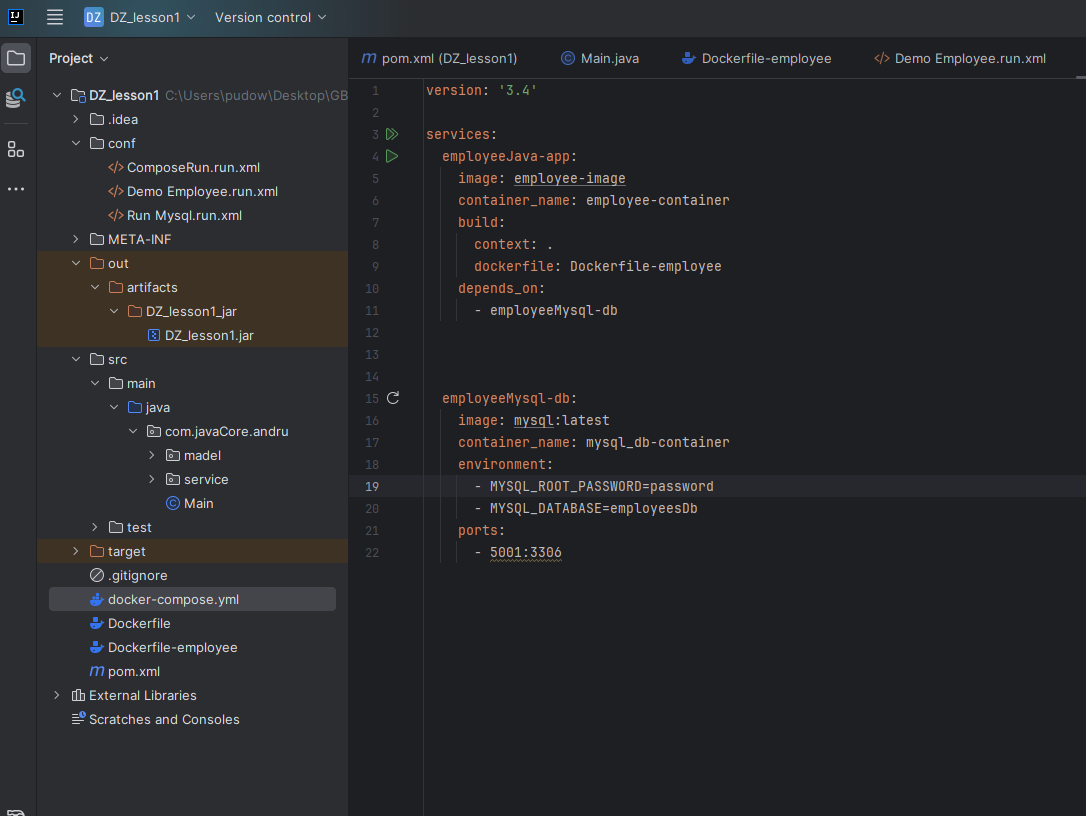 DZ DZ_lesson1 Version control
Project
DZ_lesson1 C:\Users\pudow\Desktop\GB
.idea
conf
ComposeRun.run.xml
Demo Employee.run.xml
Run Mysql.run.xml
META-INF
out
artifacts
DZ_lesson1_jar
DZ_lesson1.jar
src
main
java
com.javaCore.andru
madel
service
Main
test
target
.gitignore
docker-compose.yml
Dockerfile
Dockerfile-employee
pom.xml
External Libraries
Scratches and Consoles
pom.xml (DZ_lesson1) Main.java Dockerfile-employee Demo Employee.run.xml
1 version: '3.4'
2
3 services:
4 employeeJava-app:
5 image: employee-image
6 container_name: employee-container
7 build:
8 context: .
9 dockerfile: Dockerfile-employee
10 depends_on:
11 - employeeMysql-db
12
13
14
15 employeeMysql-db:
16 image: mysql:latest
17 container_name: mysql_db-container
18 environment:
19 - MYSQL_ROOT_PASSWORD=password
20 - MYSQL_DATABASE=employeesDb
21 ports:
22 - 5001:3306